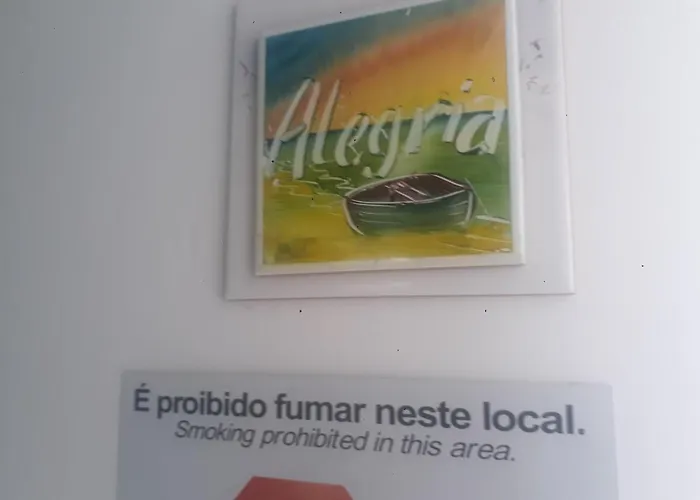 Alegria
É proibido fumar neste local.
Smoking prohibited in this area.